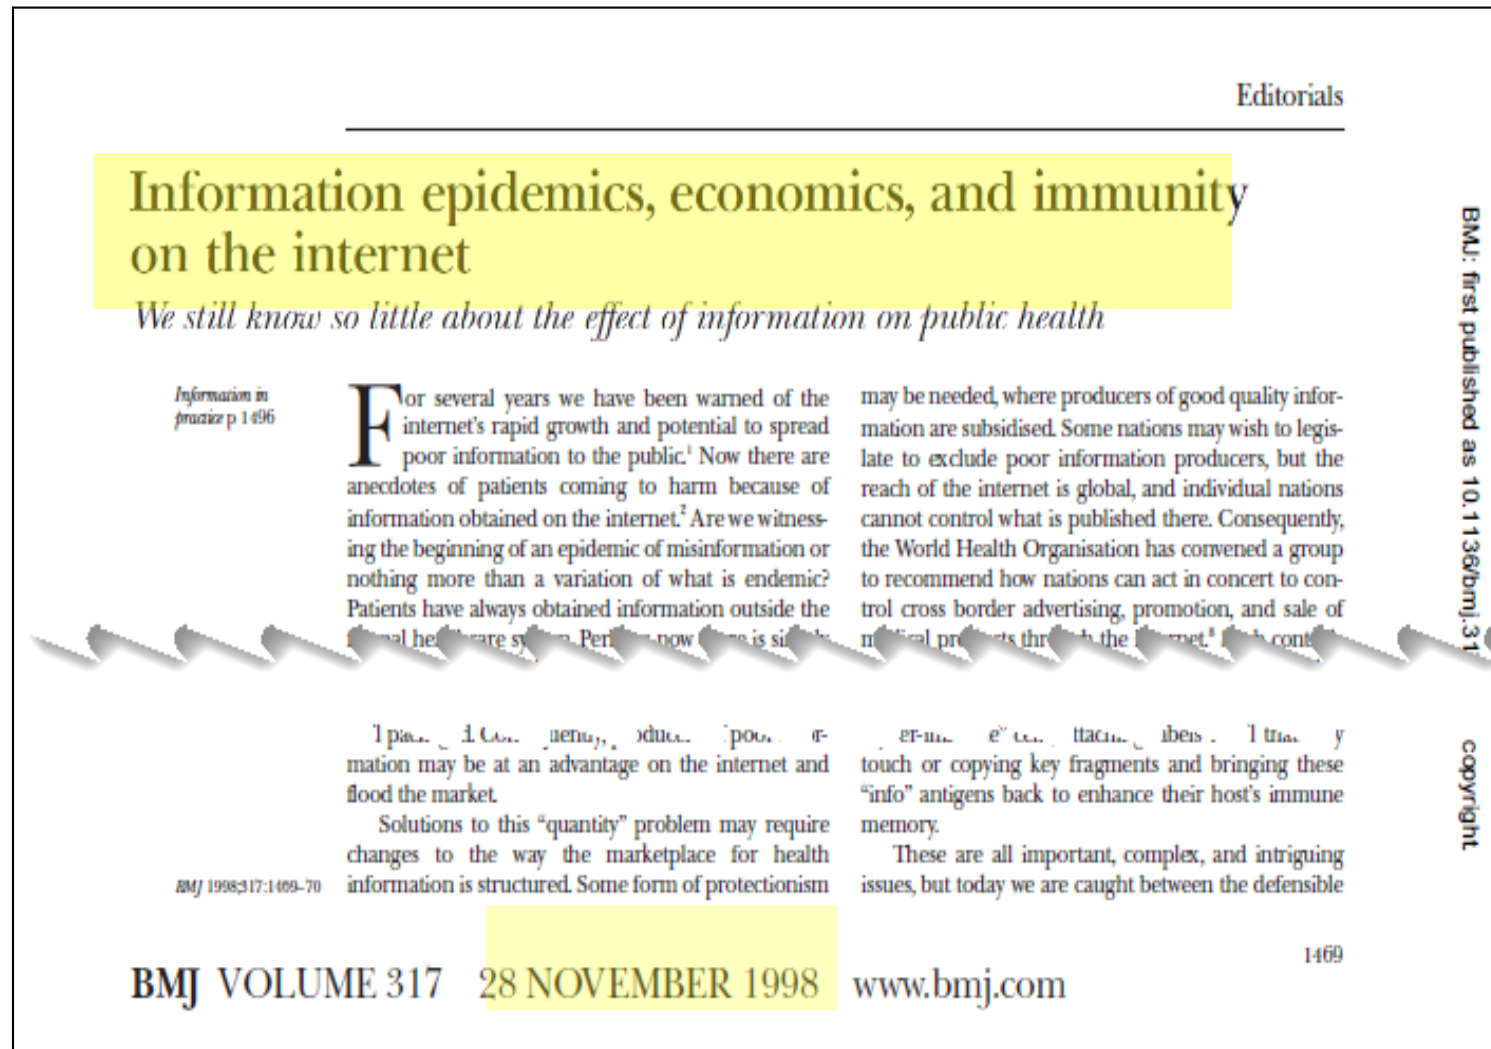 Editorials
Information epidemics, economics, and immunity
on the internet
We still know so little about the effect of information on public health
Information in
practice p 1496
For several years we have been warned of the
internet's rapid growth and potential to spread
poor information to the public.1 Now there are
anecdotes of patients coming to harm because of
information obtained on the internet.2 Are we witness-
ing the beginning of an epidemic of misinformation or
nothing more than a variation of what is endemic?
Patients have always obtained information outside the
mation may be at an advantage on the internet and
flood the market.
Solutions to this “quantity” problem may require
changes to the way the marketplace for health
information is structured. Some form of protectionism
BMJ 1998;317:1469–70
may be needed, where producers of good quality infor-
mation are subsidised. Some nations may wish to legis-
late to exclude poor information producers, but the
reach of the internet is global, and individual nations
cannot control what is published there. Consequently,
the World Health Organisation has convened a group
to recommend how nations can act in concert to con-
trol cross border advertising, promotion, and sale of
touch or copying key fragments and bringing these
“info” antigens back to enhance their host's immune
memory.
These are all important, complex, and intriguing
issues, but today we are caught between the defensible
1469
BMJ VOLUME 317 28 NOVEMBER 1998 www.bmj.com
BMJ: first published as 10.1136/bmj.31
copyright.